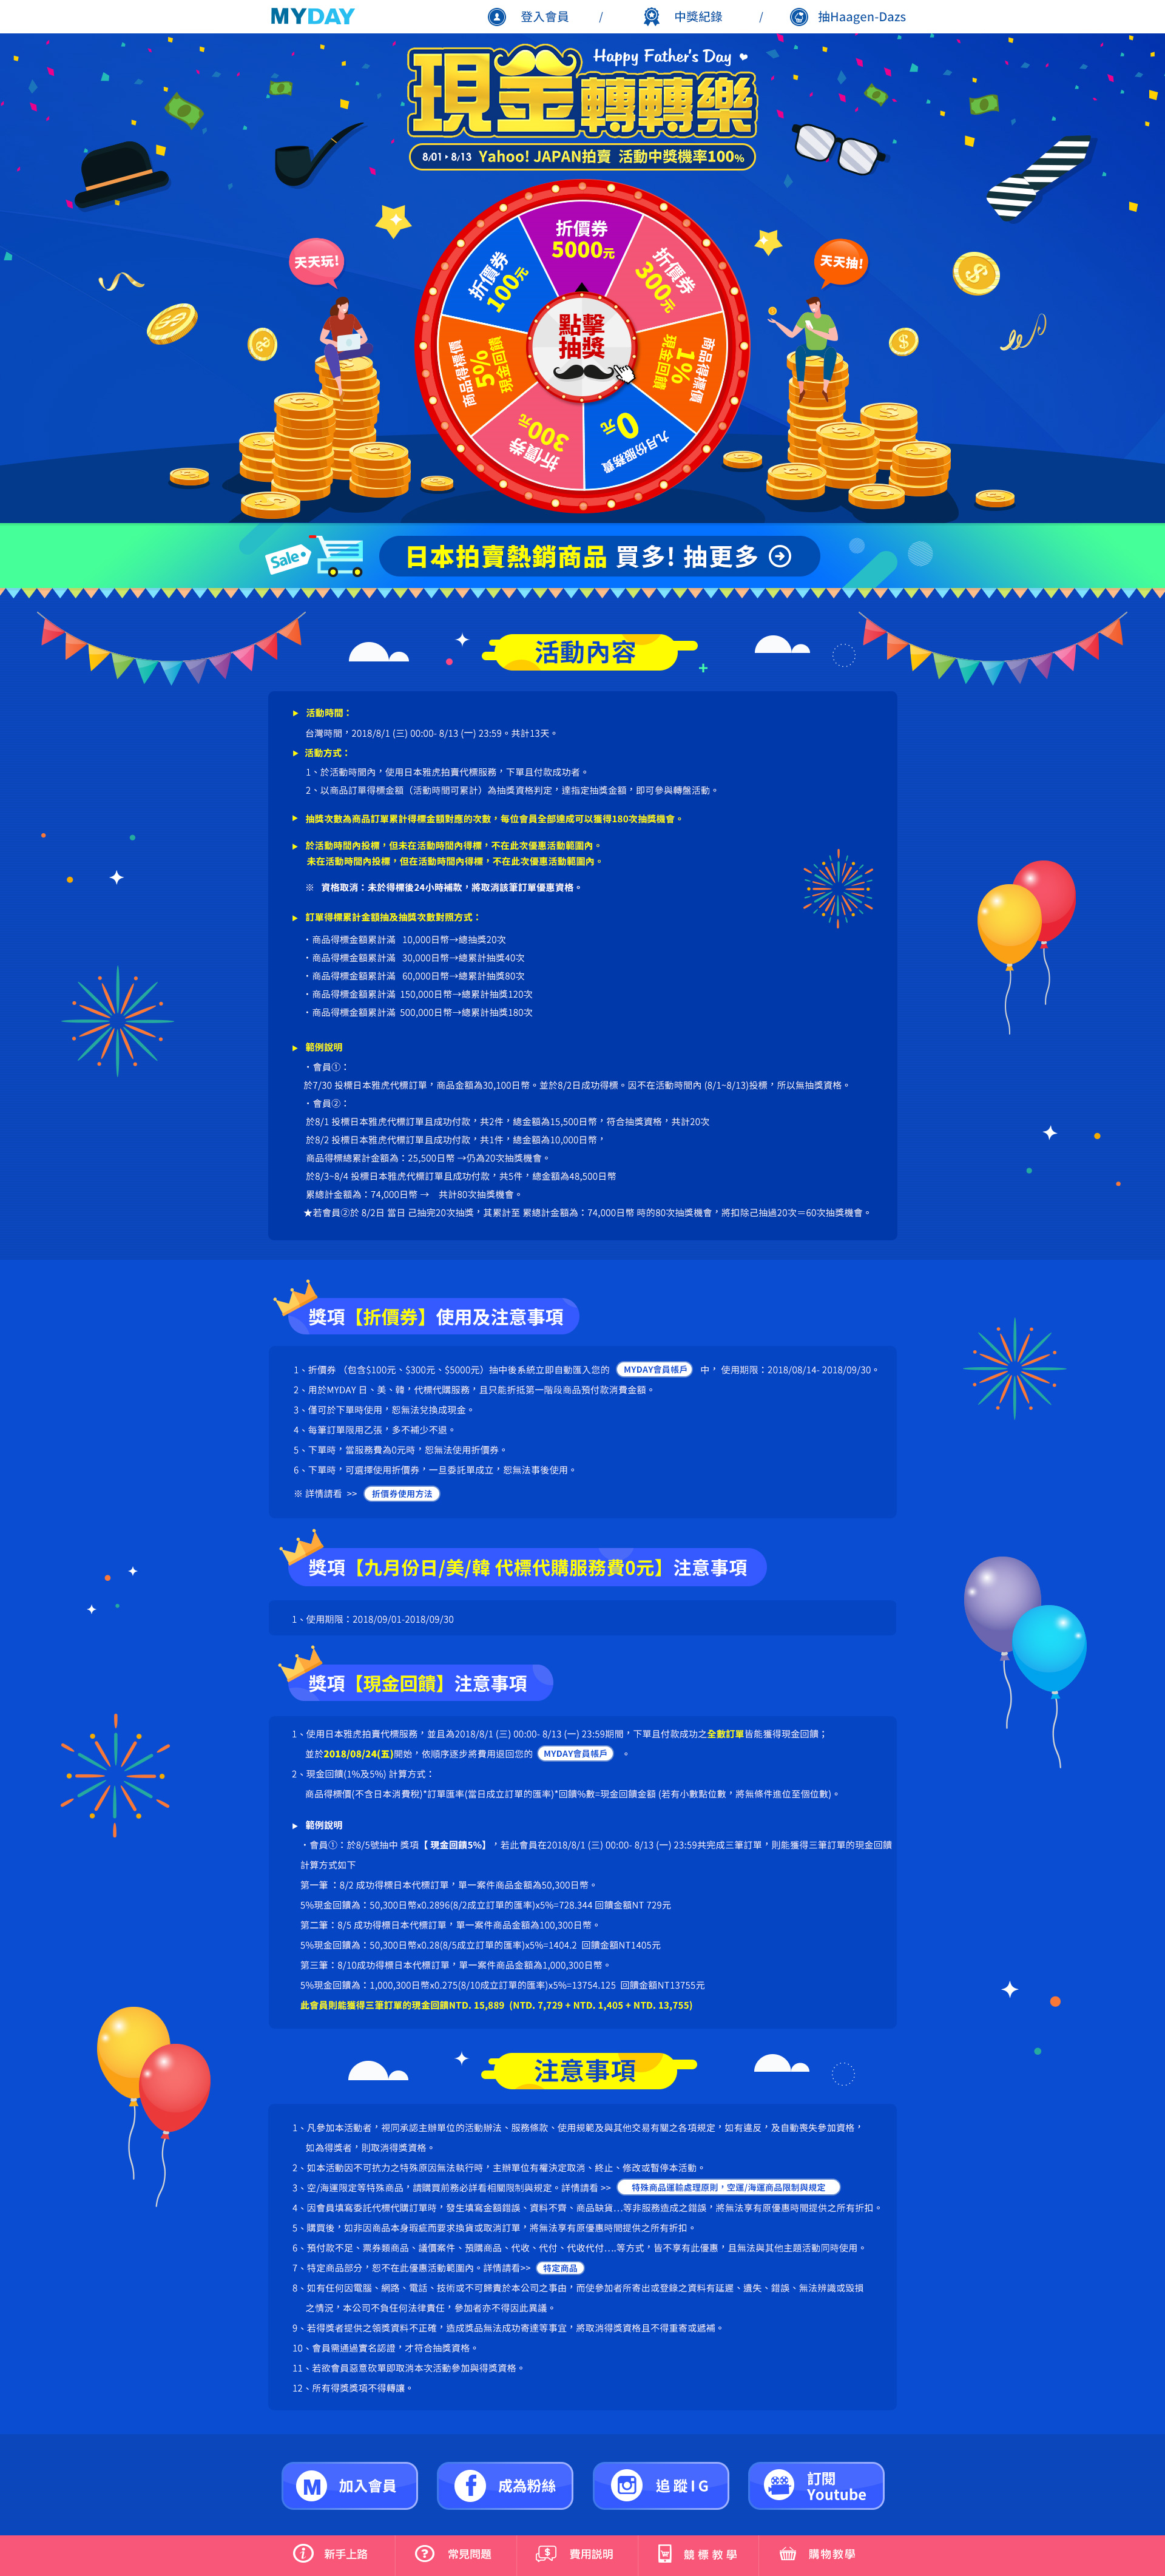 MYDAY
登入會員 / 中獎紀錄 / 抽Haagen-Dazs
Happy Father's Day
現金轉轉樂
8/01 ▸ 8/13 Yahoo! JAPAN拍賣 活動中獎機率100%
天天玩!
天天抽!
折價券
5000元
折價券
300元
商品得標價
1%
現金回饋
九月份服務費
0元
折價券
300元
商品得標價
5%
現金回饋
折價券
100元
點擊
抽獎
Sale
日本拍賣熱銷商品 買多! 抽更多
活動內容
活動時間：
台灣時間，2018/8/1 (三) 00:00- 8/13 (一) 23:59。共計13天。
活動方式：
1、於活動時間內，使用日本雅虎拍賣代標服務，下單且付款成功者。
2、以商品訂單得標金額（活動時間可累計）為抽獎資格判定，達指定抽獎金額，即可參與轉盤活動。
抽獎次數為商品訂單累計得標金額對應的次數，每位會員全部達成可以獲得180次抽獎機會。
於活動時間內投標，但未在活動時間內得標，不在此次優惠活動範圍內。
未在活動時間內投標，但在活動時間內得標，不在此次優惠活動範圍內。
※ 資格取消：未於得標後24小時補款，將取消該筆訂單優惠資格。
訂單得標累計金額抽及抽獎次數對照方式：
・商品得標金額累計滿 10,000日幣→總抽獎20次
・商品得標金額累計滿 30,000日幣→總累計抽獎40次
・商品得標金額累計滿 60,000日幣→總累計抽獎80次
・商品得標金額累計滿 150,000日幣→總累計抽獎120次
・商品得標金額累計滿 500,000日幣→總累計抽獎180次
範例說明
・會員①：
於7/30 投標日本雅虎代標訂單，商品金額為30,100日幣。並於8/2日成功得標。因不在活動時間內 (8/1~8/13)投標，所以無抽獎資格。
・會員②：
於8/1 投標日本雅虎代標訂單且成功付款，共2件，總金額為15,500日幣，符合抽獎資格，共計20次
於8/2 投標日本雅虎代標訂單且成功付款，共1件，總金額為10,000日幣，
商品得標總累計金額為：25,500日幣 →仍為20次抽獎機會。
於8/3~8/4 投標日本雅虎代標訂單且成功付款，共5件，總金額為48,500日幣
累總計金額為：74,000日幣 → 共計80次抽獎機會。
★若會員②於 8/2日 當日 己抽完20次抽獎，其累計至 累總計金額為：74,000日幣 時的80次抽獎機會，將扣除己抽過20次＝60次抽獎機會。
獎項【折價券】使用及注意事項
1、折價券 （包含$100元、$300元、$5000元）抽中後系統立即自動匯入您的 MYDAY會員帳戶 中， 使用期限：2018/08/14- 2018/09/30。
2、用於MYDAY 日、美、韓，代標代購服務，且只能折抵第一階段商品預付款消費金額。
3、僅可於下單時使用，恕無法兌換成現金。
4、每筆訂單限用乙張，多不補少不退。
5、下單時，當服務費為0元時，恕無法使用折價券。
6、下單時，可選擇使用折價券，一旦委託單成立，恕無法事後使用。
※ 詳情請看 >> 折價券使用方法
獎項【九月份日/美/韓 代標代購服務費0元】注意事項
1、使用期限：2018/09/01-2018/09/30
獎項【現金回饋】注意事項
1、使用日本雅虎拍賣代標服務，並且為2018/8/1 (三) 00:00- 8/13 (一) 23:59期間，下單且付款成功之全數訂單皆能獲得現金回饋；
並於2018/08/24(五)開始，依順序逐步將費用退回您的 MYDAY會員帳戶 。
2、現金回饋(1%及5%) 計算方式：
商品得標價(不含日本消費稅)*訂單匯率(當日成立訂單的匯率)*回饋%數=現金回饋金額 (若有小數點位數，將無條件進位至個位數)。
範例說明
・會員①：於8/5號抽中 獎項【 現金回饋5%】，若此會員在2018/8/1 (三) 00:00- 8/13 (一) 23:59共完成三筆訂單，則能獲得三筆訂單的現金回饋
計算方式如下
第一筆 ：8/2 成功得標日本代標訂單，單一案件商品金額為50,300日幣。
5%現金回饋為：50,300日幣x0.2896(8/2成立訂單的匯率)x5%=728.344 回饋金額NT 729元
第二筆：8/5 成功得標日本代標訂單，單一案件商品金額為100,300日幣。
5%現金回饋為：50,300日幣x0.28(8/5成立訂單的匯率)x5%=1404.2 回饋金額NT1405元
第三筆：8/10成功得標日本代標訂單，單一案件商品金額為1,000,300日幣。
5%現金回饋為：1,000,300日幣x0.275(8/10成立訂單的匯率)x5%=13754.125 回饋金額NT13755元
此會員則能獲得三筆訂單的現金回饋NTD. 15,889 (NTD. 7,729 + NTD. 1,405 + NTD. 13,755)
注意事項
1、凡參加本活動者，視同承認主辦單位的活動辦法、服務條款、使用規範及與其他交易有關之各項規定，如有違反，及自動喪失參加資格，
如為得獎者，則取消得獎資格。
2、如本活動因不可抗力之特殊原因無法執行時，主辦單位有權決定取消、終止、修改或暫停本活動。
3、空/海運限定等特殊商品，請購買前務必詳看相關限制與規定。詳情請看 >> 特殊商品運輸處理原則，空運/海運商品限制與規定
4、因會員填寫委託代標代購訂單時，發生填寫金額錯誤、資料不齊、商品缺貨...等非服務造成之錯誤，將無法享有原優惠時間提供之所有折扣。
5、購買後，如非因商品本身瑕疵而要求換貨或取消訂單，將無法享有原優惠時間提供之所有折扣。
6、預付款不足、票券類商品、議價案件、預購商品、代收、代付、代收代付....等方式，皆不享有此優惠，且無法與其他主題活動同時使用。
7、特定商品部分，恕不在此優惠活動範圍內。詳情請看>> 特定商品
8、如有任何因電腦、網路、電話、技術或不可歸責於本公司之事由，而使參加者所寄出或登錄之資料有延遲、遺失、錯誤、無法辨識或毀損
之情況，本公司不負任何法律責任，參加者亦不得因此異議。
9、若得獎者提供之領獎資料不正確，造成獎品無法成功寄達等事宜，將取消得獎資格且不得重寄或遞補。
10、會員需通過實名認證，才符合抽獎資格。
11、若欲會員惡意砍單即取消本次活動參加與得獎資格。
12、所有得獎獎項不得轉讓。
加入會員
成為粉絲
追蹤IG
訂閱
Youtube
新手上路
常見問題
費用説明
競標教學
購物教學